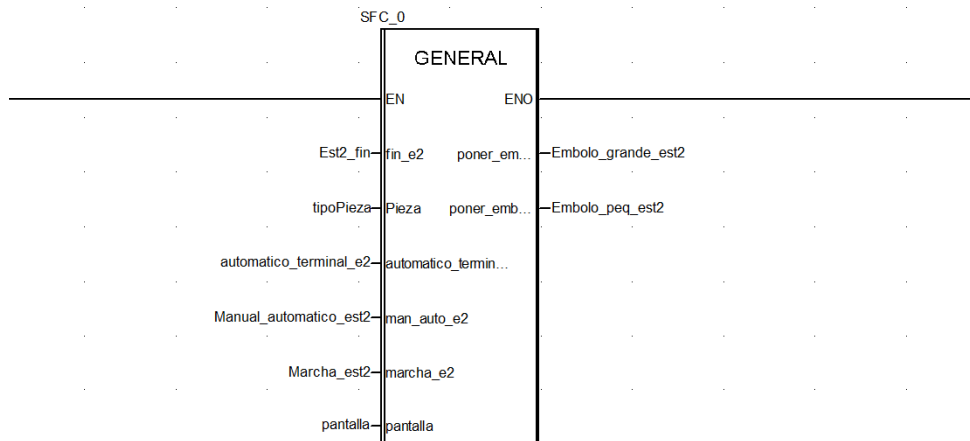 SFC_0
GENERAL
EN ENO
Est2_fin fin_e2 poner_em... Embolo_grande_est2
tipoPieza Pieza poner_emb... Embolo_peq_est2
automatico_terminal_e2 automatico_termin...
Manual_automatico_est2 man_auto_e2
Marcha_est2 marcha_e2
pantalla pantalla